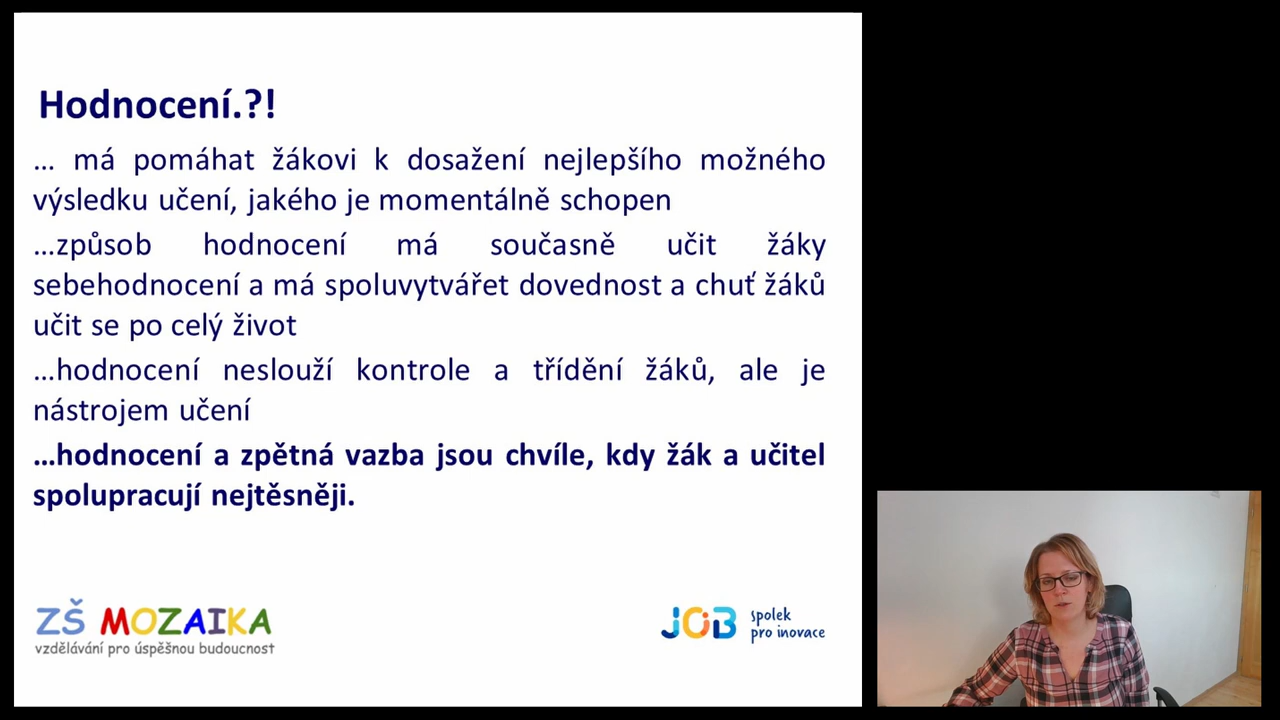 Hodnocení.?!
... má pomáhat žákovi k dosažení nejlepšího možného
výsledku učení, jakého je momentálně schopen
...způsob hodnocení má současně učit žáky
sebehodnocení a má spoluvytvářet dovednost a chuť žáků
učit se po celý život
...hodnocení neslouží kontrole a třídění žáků, ale je
nástrojem učení
...hodnocení a zpětná vazba jsou chvíle, kdy žák a učitel
spolupracují nejtěsněji.
ZŠ MOZAIKA
vzdělávání pro úspěšnou budoucnost
JOB spolek
pro inovace